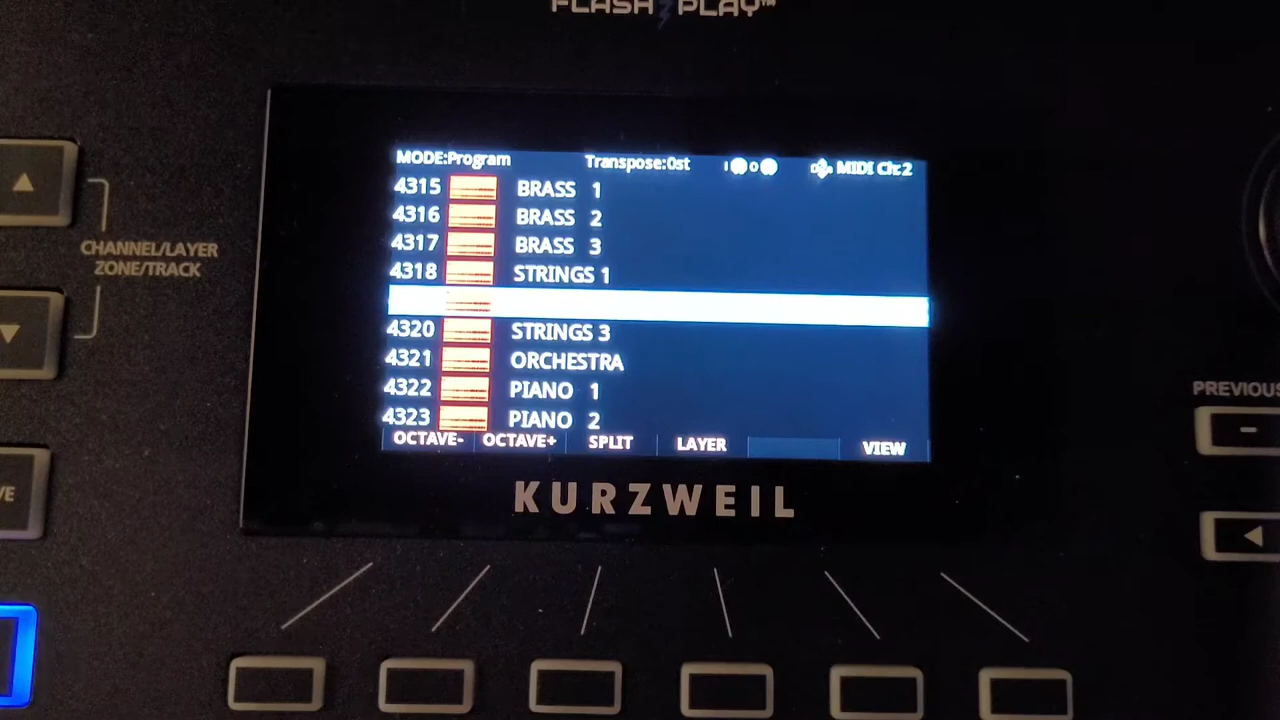 FLASH PLAY™
MODE:Program Transpose:0st I O MIDI Ch:2
4315 BRASS 1
4316 BRASS 2
4317 BRASS 3
4318 STRINGS 1
4320 STRINGS 3
4321 ORCHESTRA
4322 PIANO 1
4323 PIANO 2
OCTAVE- OCTAVE+ SPLIT LAYER VIEW
KURZWEIL
CHANNEL/LAYER
ZONE/TRACK
PREVIOUS
-